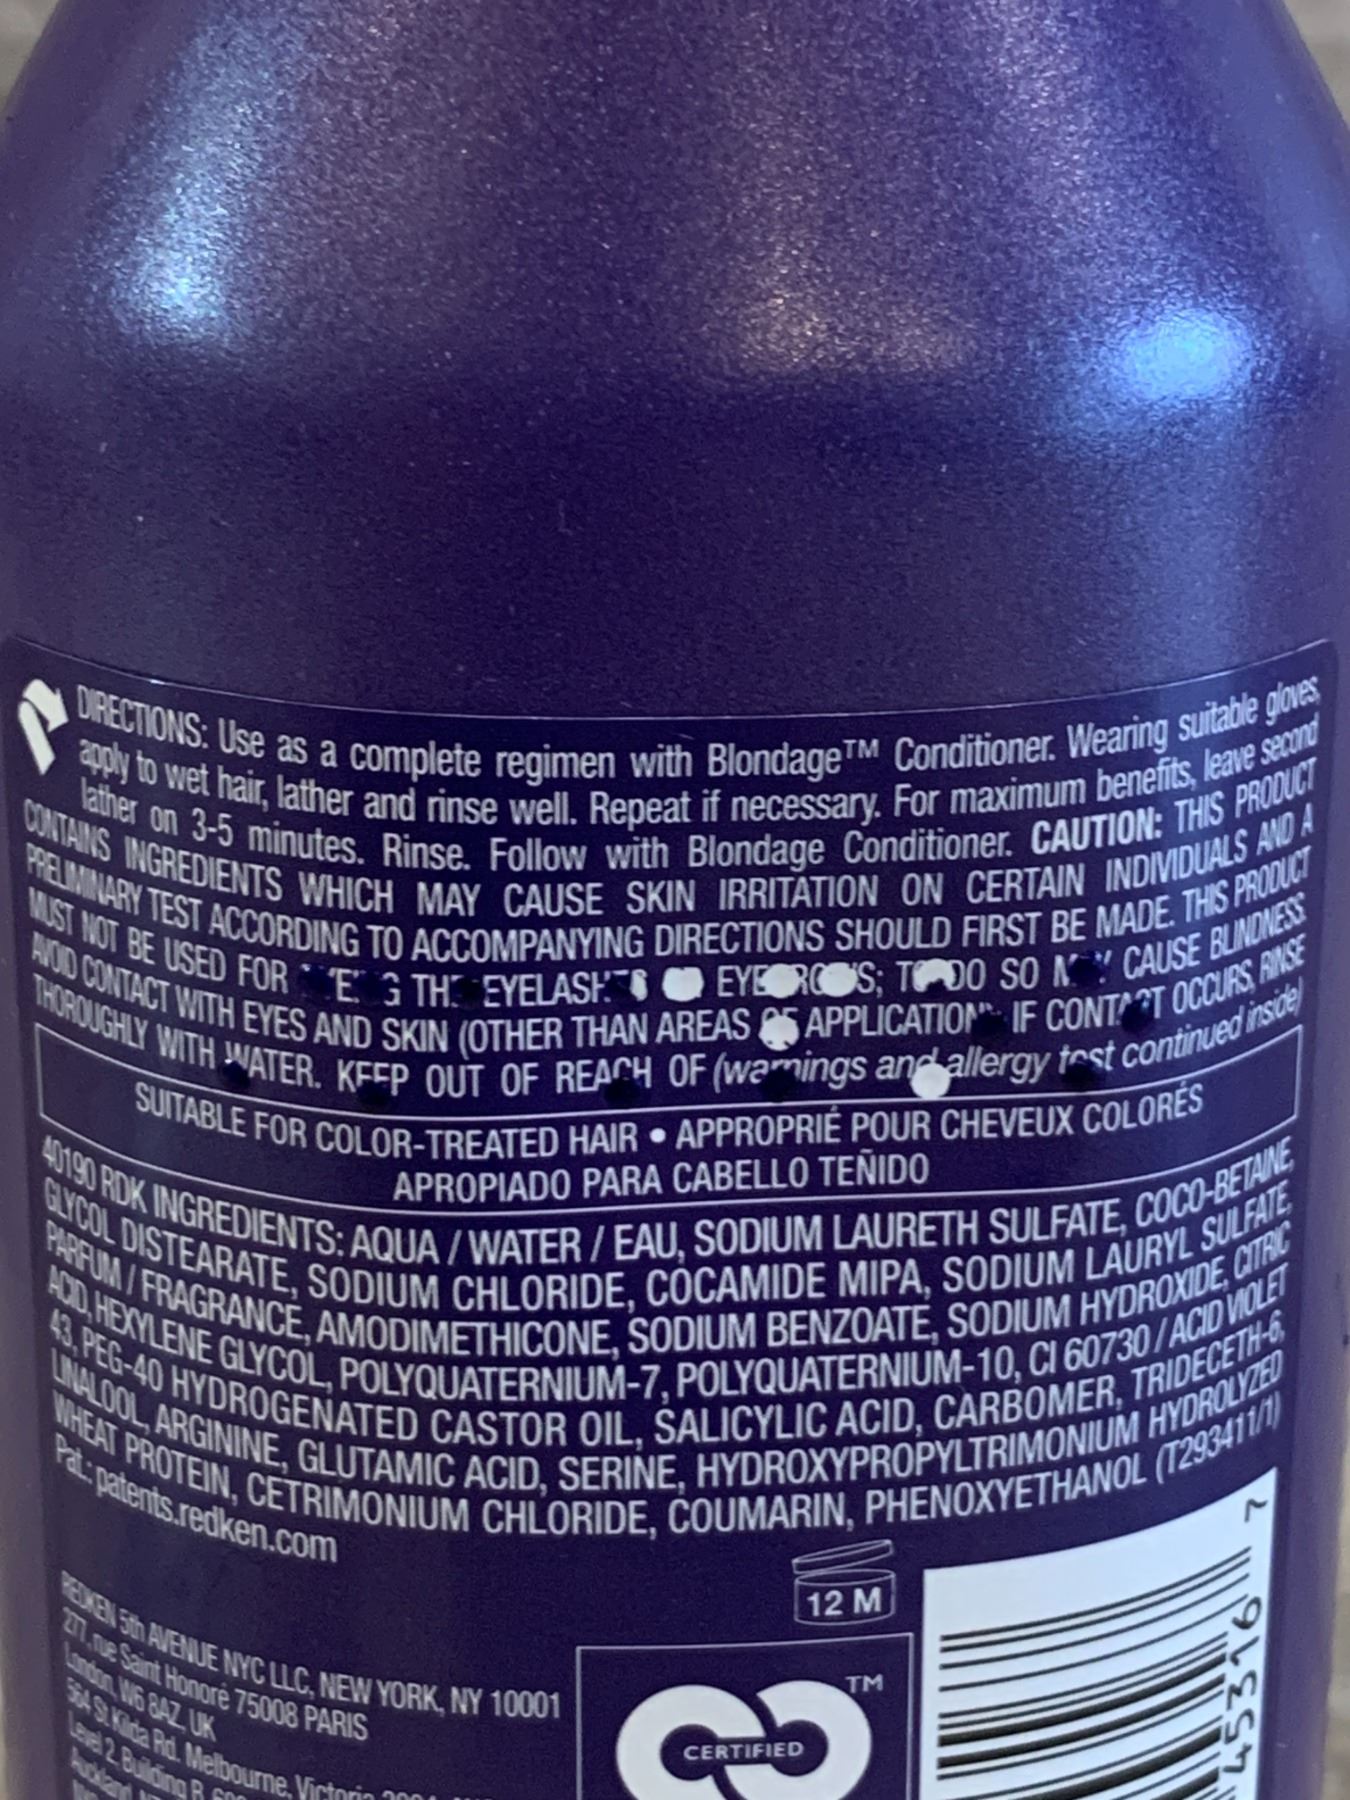 DIRECTIONS: Use as a complete regimen with Blondage™ Conditioner. Wearing suitable gloves,
apply to wet hair, lather and rinse well. Repeat if necessary. For maximum benefits, leave second
lather on 3-5 minutes. Rinse. Follow with Blondage Conditioner. CAUTION: THIS PRODUCT
CONTAINS INGREDIENTS WHICH MAY CAUSE SKIN IRRITATION ON CERTAIN INDIVIDUALS AND A
PRELIMINARY TEST ACCORDING TO ACCOMPANYING DIRECTIONS SHOULD FIRST BE MADE. THIS PRODUCT
MUST NOT BE USED FOR EYEBROWS; TO DO SO MAY CAUSE BLINDNESS.
AVOID CONTACT WITH EYES AND SKIN (OTHER THAN AREAS OF APPLICATION). IF CONTACT OCCURS, RINSE
THOROUGHLY WITH WATER. KEEP OUT OF REACH OF (warnings and allergy test continued inside)
SUITABLE FOR COLOR-TREATED HAIR • APPROPRIÉ POUR CHEVEUX COLORÉS
APROPIADO PARA CABELLO TEÑIDO
40190 RDK INGREDIENTS: AQUA / WATER / EAU, SODIUM LAURETH SULFATE, COCO-BETAINE,
GLYCOL DISTEARATE, SODIUM CHLORIDE, COCAMIDE MIPA, SODIUM LAURYL SULFATE,
PARFUM / FRAGRANCE, AMODIMETHICONE, SODIUM BENZOATE, SODIUM HYDROXIDE, CITRIC
ACID, HEXYLENE GLYCOL, POLYQUATERNIUM-7, POLYQUATERNIUM-10, CI 60730 / ACID VIOLET
43, PEG-40 HYDROGENATED CASTOR OIL, SALICYLIC ACID, CARBOMER, TRIDECETH-6,
LINALOOL, ARGININE, GLUTAMIC ACID, SERINE, HYDROXYPROPYLTRIMONIUM HYDROLYZED
WHEAT PROTEIN, CETRIMONIUM CHLORIDE, COUMARIN, PHENOXYETHANOL (T293411/1)
Pat.: patents.redken.com
12 M
REDKEN 5th AVENUE NYC LLC, NEW YORK, NY 10001
277, rue Saint Honoré 75008 PARIS
London, W6 8AZ, UK
564 St Kilda Rd. Melbourne, Victoria
Level 2, Building B,
Auckland
TM
CERTIFIED
45316 7